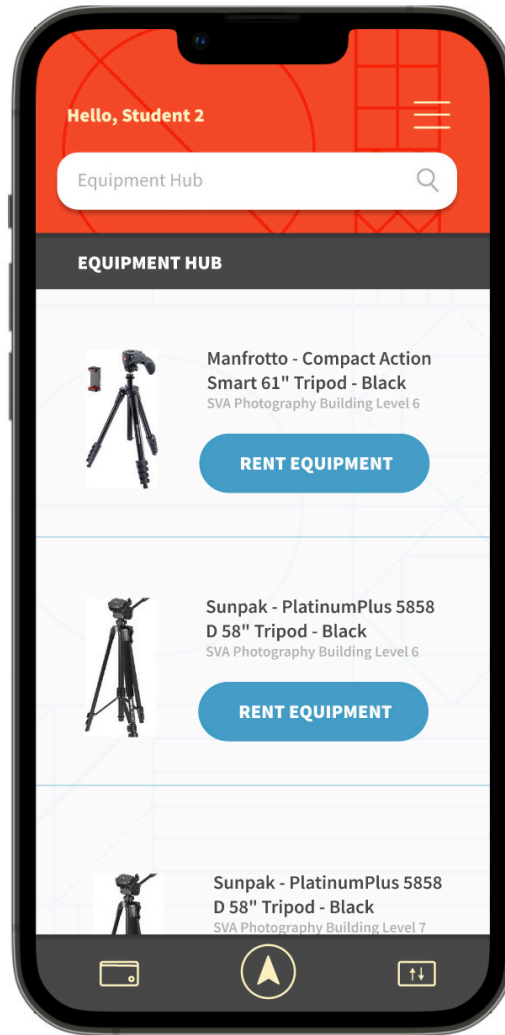 Hello, Student 2
Equipment Hub
EQUIPMENT HUB
Manfrotto - Compact Action
Smart 61" Tripod - Black
SVA Photography Building Level 6
RENT EQUIPMENT
Sunpak - PlatinumPlus 5858
D 58" Tripod - Black
SVA Photography Building Level 6
RENT EQUIPMENT
Sunpak - PlatinumPlus 5858
D 58" Tripod - Black
SVA Photography Building Level 7